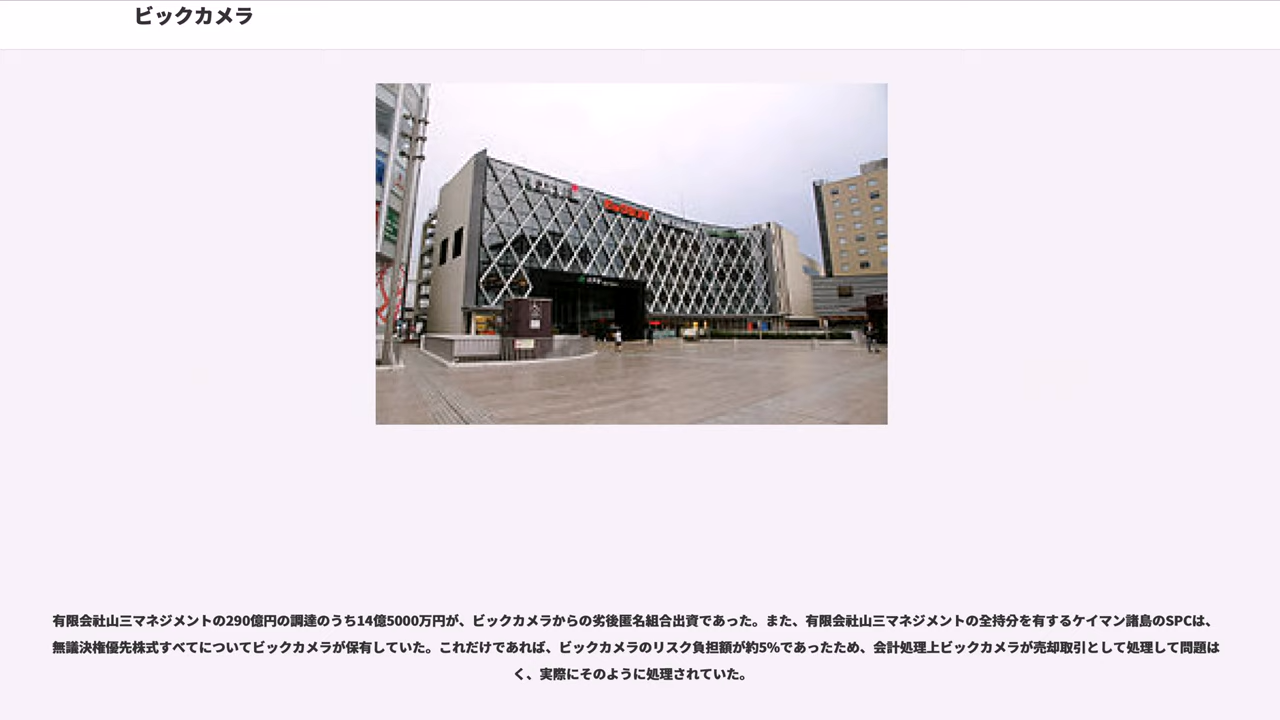 ビックカメラ
有限会社山三マネジメントの290億円の調達のうち14億5000万円が、ビックカメラからの劣後匿名組合出資であった。また、有限会社山三マネジメントの全持分を有するケイマン諸島のSPCは、
無議決権優先株式すべてについてビックカメラが保有していた。これだけであれば、ビックカメラのリスク負担額が約5%であったため、会計処理上ビックカメラが売却取引として処理して問題は
く、実際にそのように処理されていた。